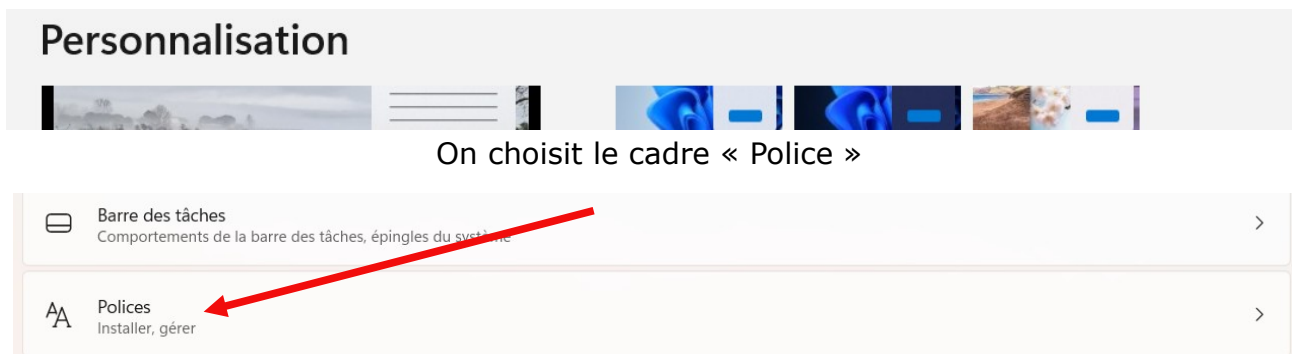 Personnalisation
On choisit le cadre « Police »
Barre des tâches
Comportements de la barre des tâches, épingles du système
Polices
Installer, gérer